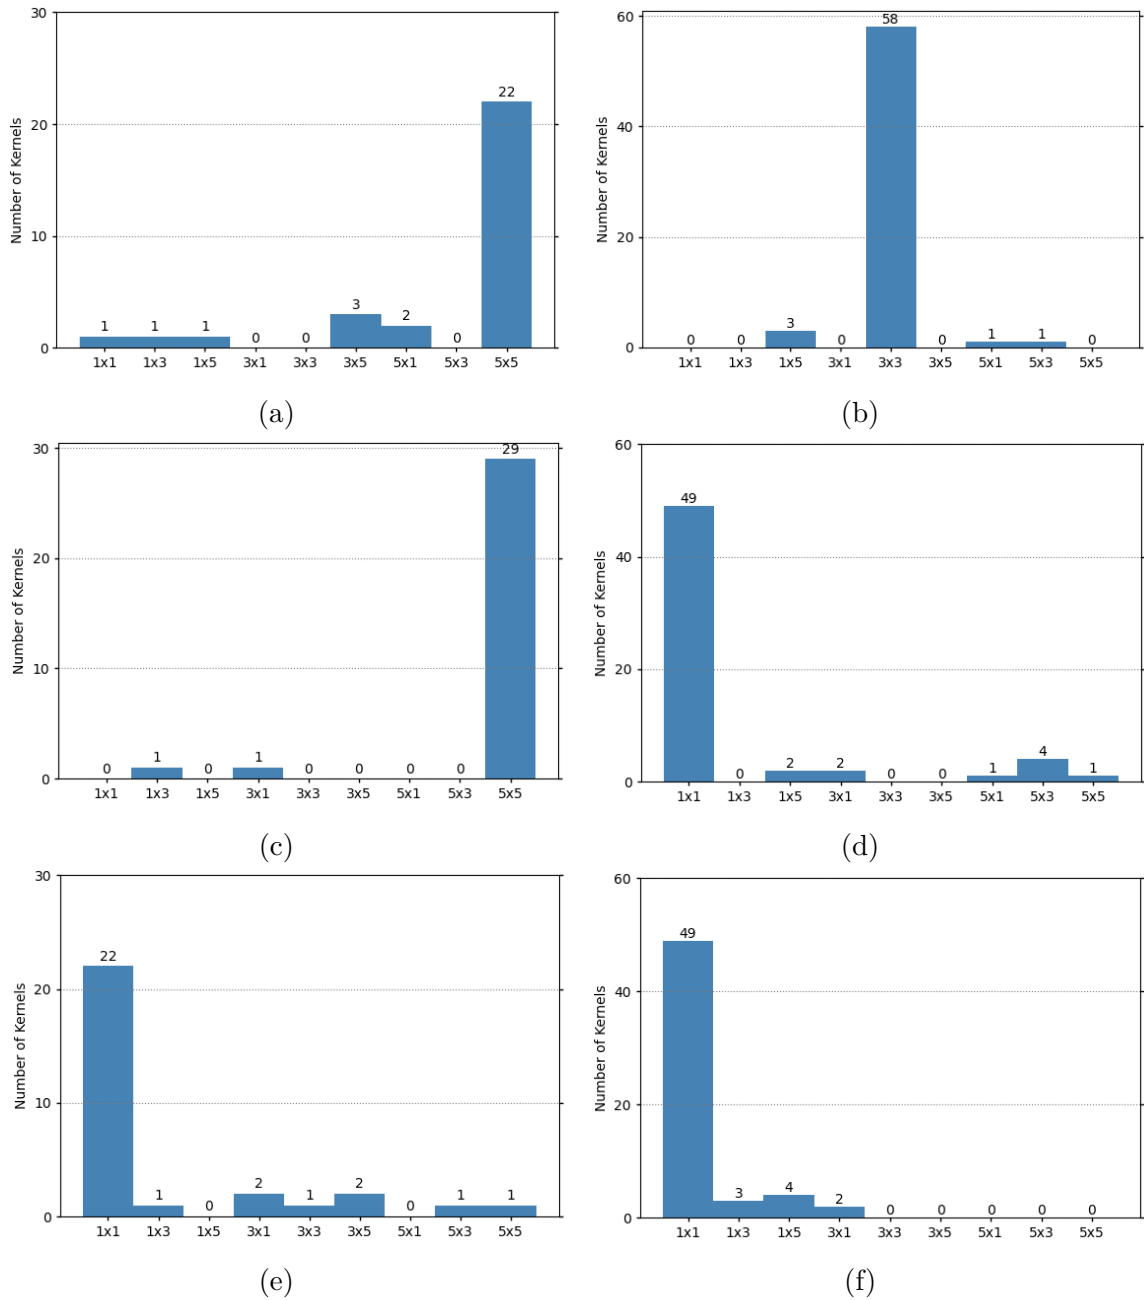 30
20
10
0
Number of Kernels
1 1 1 0 0 3 2 0 22
1x1 1x3 1x5 3x1 3x3 3x5 5x1 5x3 5x5
(a)
60
40
20
0
Number of Kernels
0 0 3 0 58 0 1 1 0
1x1 1x3 1x5 3x1 3x3 3x5 5x1 5x3 5x5
(b)
30
20
10
0
Number of Kernels
0 1 0 1 0 0 0 0 29
1x1 1x3 1x5 3x1 3x3 3x5 5x1 5x3 5x5
(c)
60
40
20
0
Number of Kernels
49 0 2 2 0 0 1 4 1
1x1 1x3 1x5 3x1 3x3 3x5 5x1 5x3 5x5
(d)
30
20
10
0
Number of Kernels
22 1 0 2 1 2 0 1 1
1x1 1x3 1x5 3x1 3x3 3x5 5x1 5x3 5x5
(e)
60
40
20
0
Number of Kernels
49 3 4 2 0 0 0 0 0
1x1 1x3 1x5 3x1 3x3 3x5 5x1 5x3 5x5
(f)